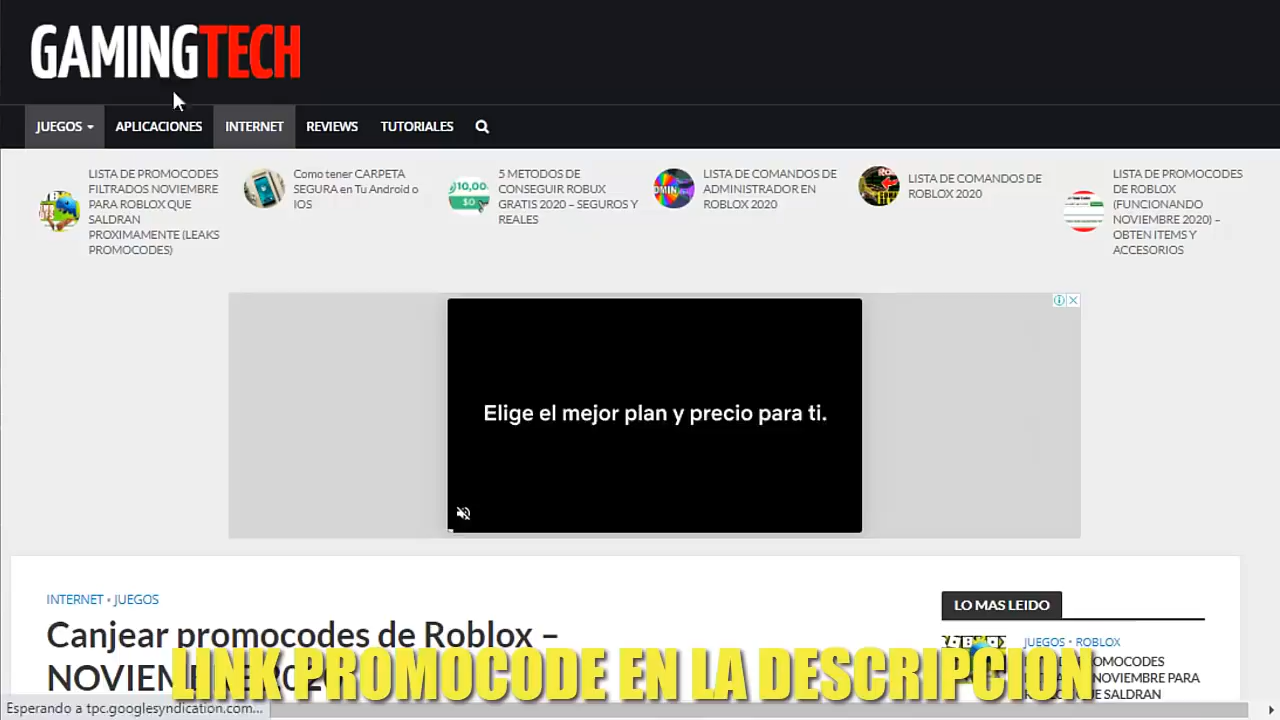 GAMINGTECH
JUEGOS
APLICACIONES
INTERNET
REVIEWS
TUTORIALES
LISTA DE PROMOCODES
FILTRADOS NOVIEMBRE
PARA ROBLOX QUE
SALDRAN
PROXIMAMENTE (LEAKS
PROMOCODES)
Como tener CARPETA
SEGURA en Tu Android o
IOS
5 METODOS DE
CONSEGUIR ROBUX
GRATIS 2020 – SEGUROS Y
REALES
LISTA DE COMANDOS DE
ADMINISTRADOR EN
ROBLOX 2020
LISTA DE COMANDOS DE
ROBLOX 2020
LISTA DE PROMOCODES
DE ROBLOX
(FUNCIONANDO
NOVIEMBRE 2020) –
OBTEN ITEMS Y
ACCESORIOS
Elige el mejor plan y precio para ti.
INTERNET • JUEGOS
Canjear promocodes de Roblox –
LO MAS LEIDO
JUEGOS • ROBLOX
LINK PROMOCODE EN LA DESCRIPCION
Esperando a tpc.googlesyndication.com...